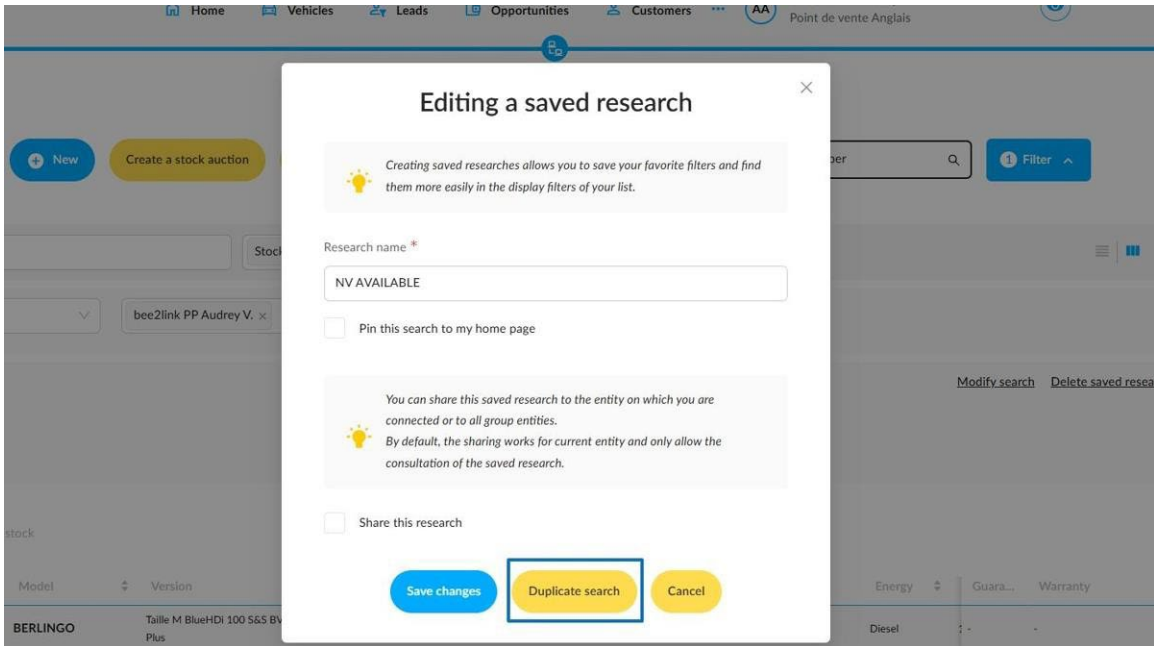 Home
Vehicles
Leads
Opportunities
Customers
AA
Point de vente Anglais
Editing a saved research
New
Create a stock auction
Creating saved researches allows you to save your favorite filters and find
them more easily in the display filters of your list.
1 Filter
Research name *
NV AVAILABLE
bee2link PP Audrey V.
Pin this search to my home page
You can share this saved research to the entity on which you are
connected or to all group entities.
By default, the sharing works for current entity and only allow the
consultation of the saved research.
Modify search
Delete saved
Share this research
stock
Save changes
Duplicate search
Cancel
Model
Version
Energy
Guara...
Warranty
BERLINGO
Taille M BlueHDi 100 S&S
Plus
Diesel
-
-